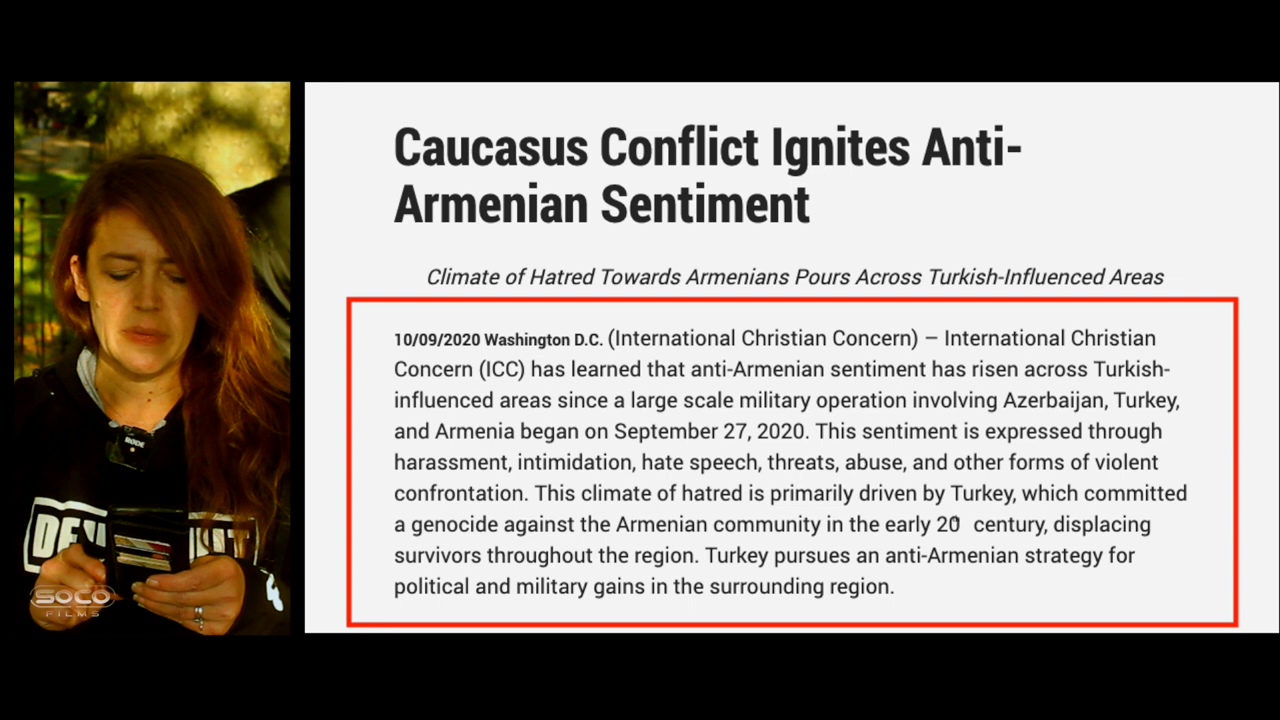 Caucasus Conflict Ignites Anti-
Armenian Sentiment
Climate of Hatred Towards Armenians Pours Across Turkish-Influenced Areas
10/09/2020 Washington D.C. (International Christian Concern) – International Christian
Concern (ICC) has learned that anti-Armenian sentiment has risen across Turkish-
influenced areas since a large scale military operation involving Azerbaijan, Turkey,
and Armenia began on September 27, 2020. This sentiment is expressed through
harassment, intimidation, hate speech, threats, abuse, and other forms of violent
confrontation. This climate of hatred is primarily driven by Turkey, which committed
a genocide against the Armenian community in the early 20 century, displacing
survivors throughout the region. Turkey pursues an anti-Armenian strategy for
political and military gains in the surrounding region.
RODE
SOCO
FILMS